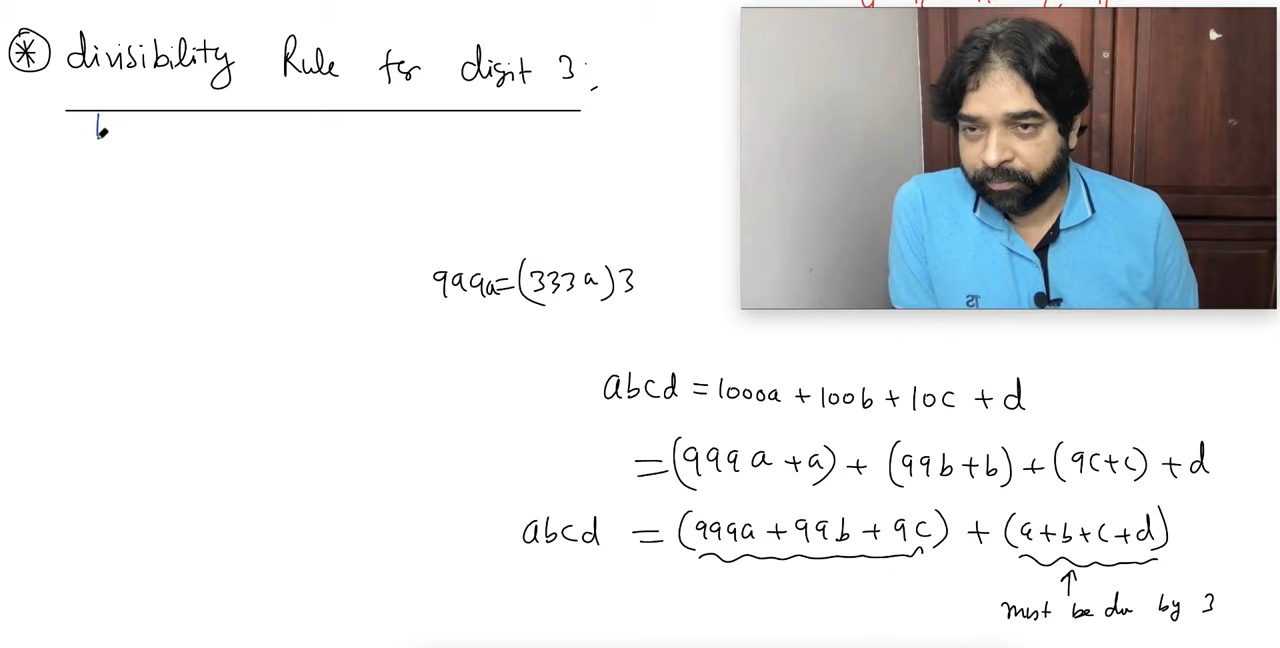 * divisibility Rule for digit 3:
999a=(333a)3
abcd = 1000a + 100b + 10c + d
=(999a+a) + (99b+b) + (9c+c) + d
abcd = (999a + 99b + 9c) + (a+b+c+d)
↑
must be div by 3